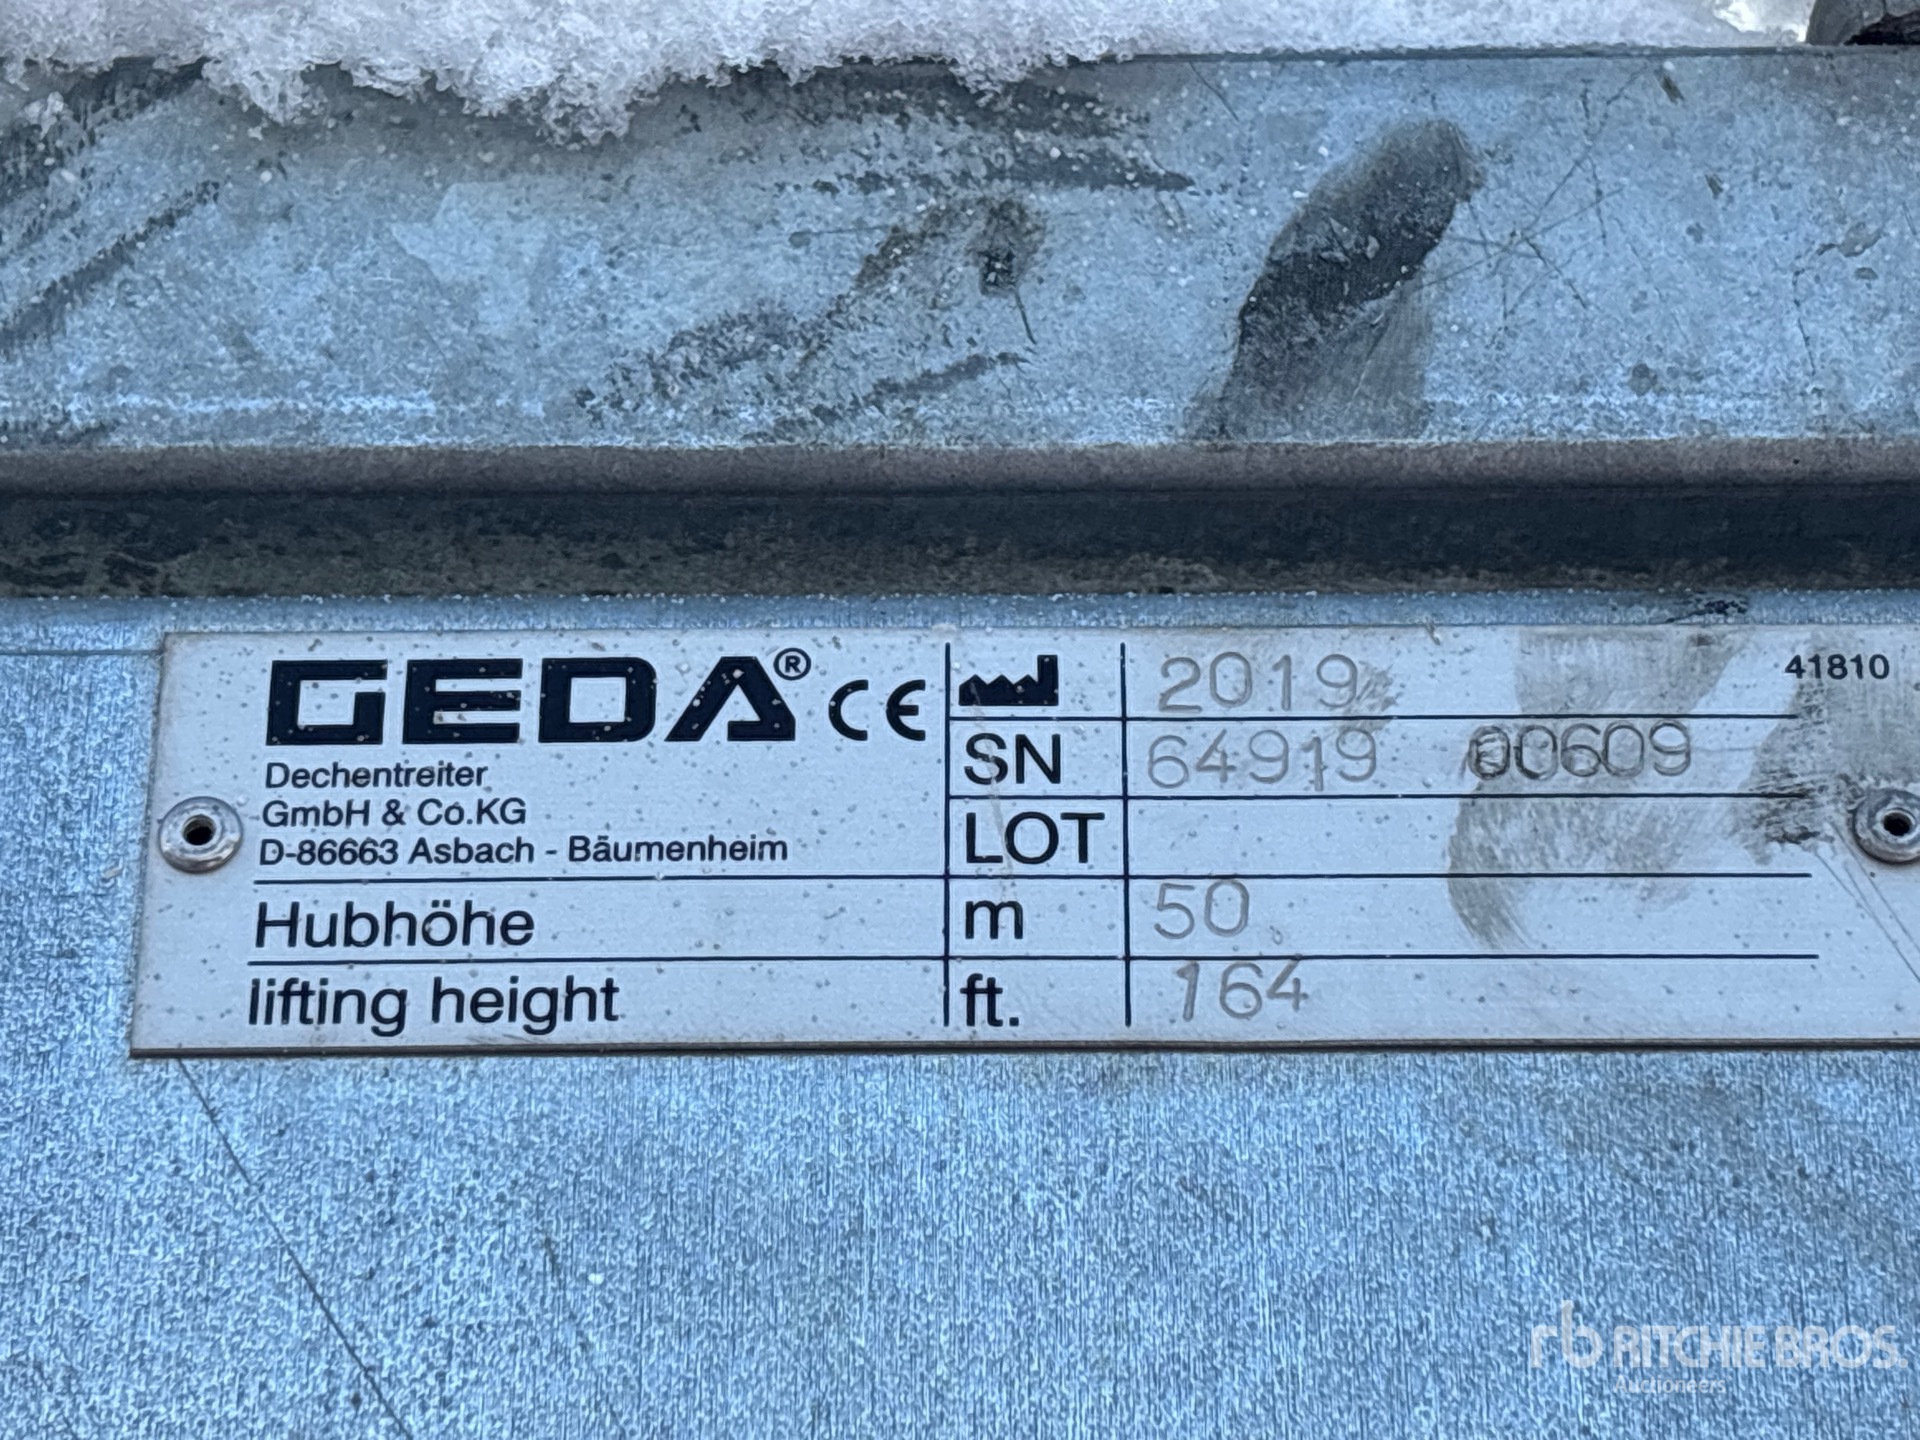 GEDA® CE 2019 41810
Dechentreiter
GmbH & Co.KG
D-86663 Asbach - Bäumenheim
SN 64919 00609
LOT
Hubhöhe m 50
lifting height ft. 164
rb RITCHIE BROS.
Auctioneers